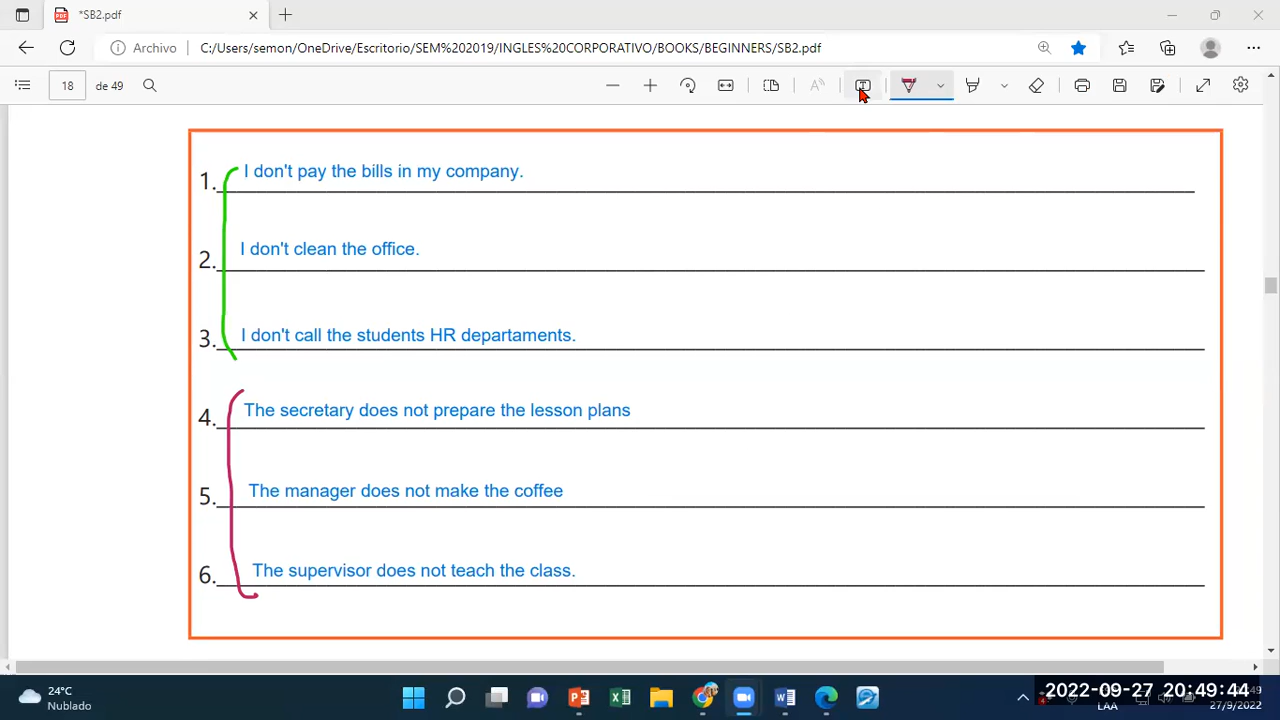 *SB2.pdf
Archivo C:/Users/semon/OneDrive/Escritorio/SEM%202019/INGLES%20CORPORATIVO/BOOKS/BEGINNERS/SB2.pdf
18 de 49
1. I don't pay the bills in my company.
2. I don't clean the office.
3. I don't call the students HR departaments.
4. The secretary does not prepare the lesson plans
5. The manager does not make the coffee
6. The supervisor does not teach the class.
24°C
Nublado
2022-09-27 20:49:44
LAA
27/9/2022